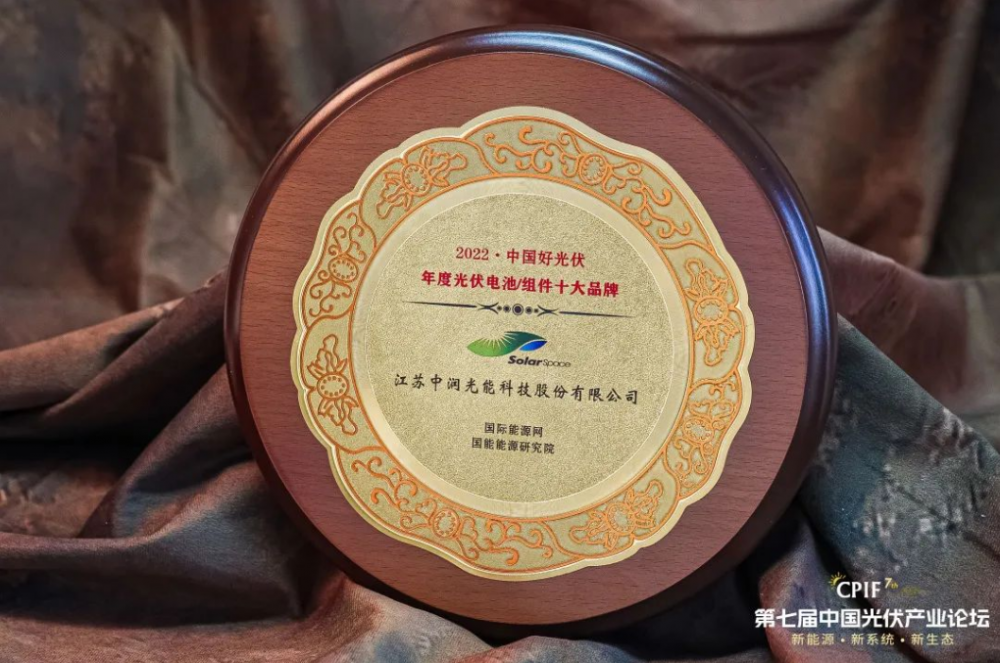 2022·中国好光伏
年度光伏电池/组件十大品牌
SolarSpace
江苏中润光能科技股份有限公司
国际能源网
国能能源研究院
CPIF 7th
第七届中国光伏产业论坛
新能源·新系统·新生态